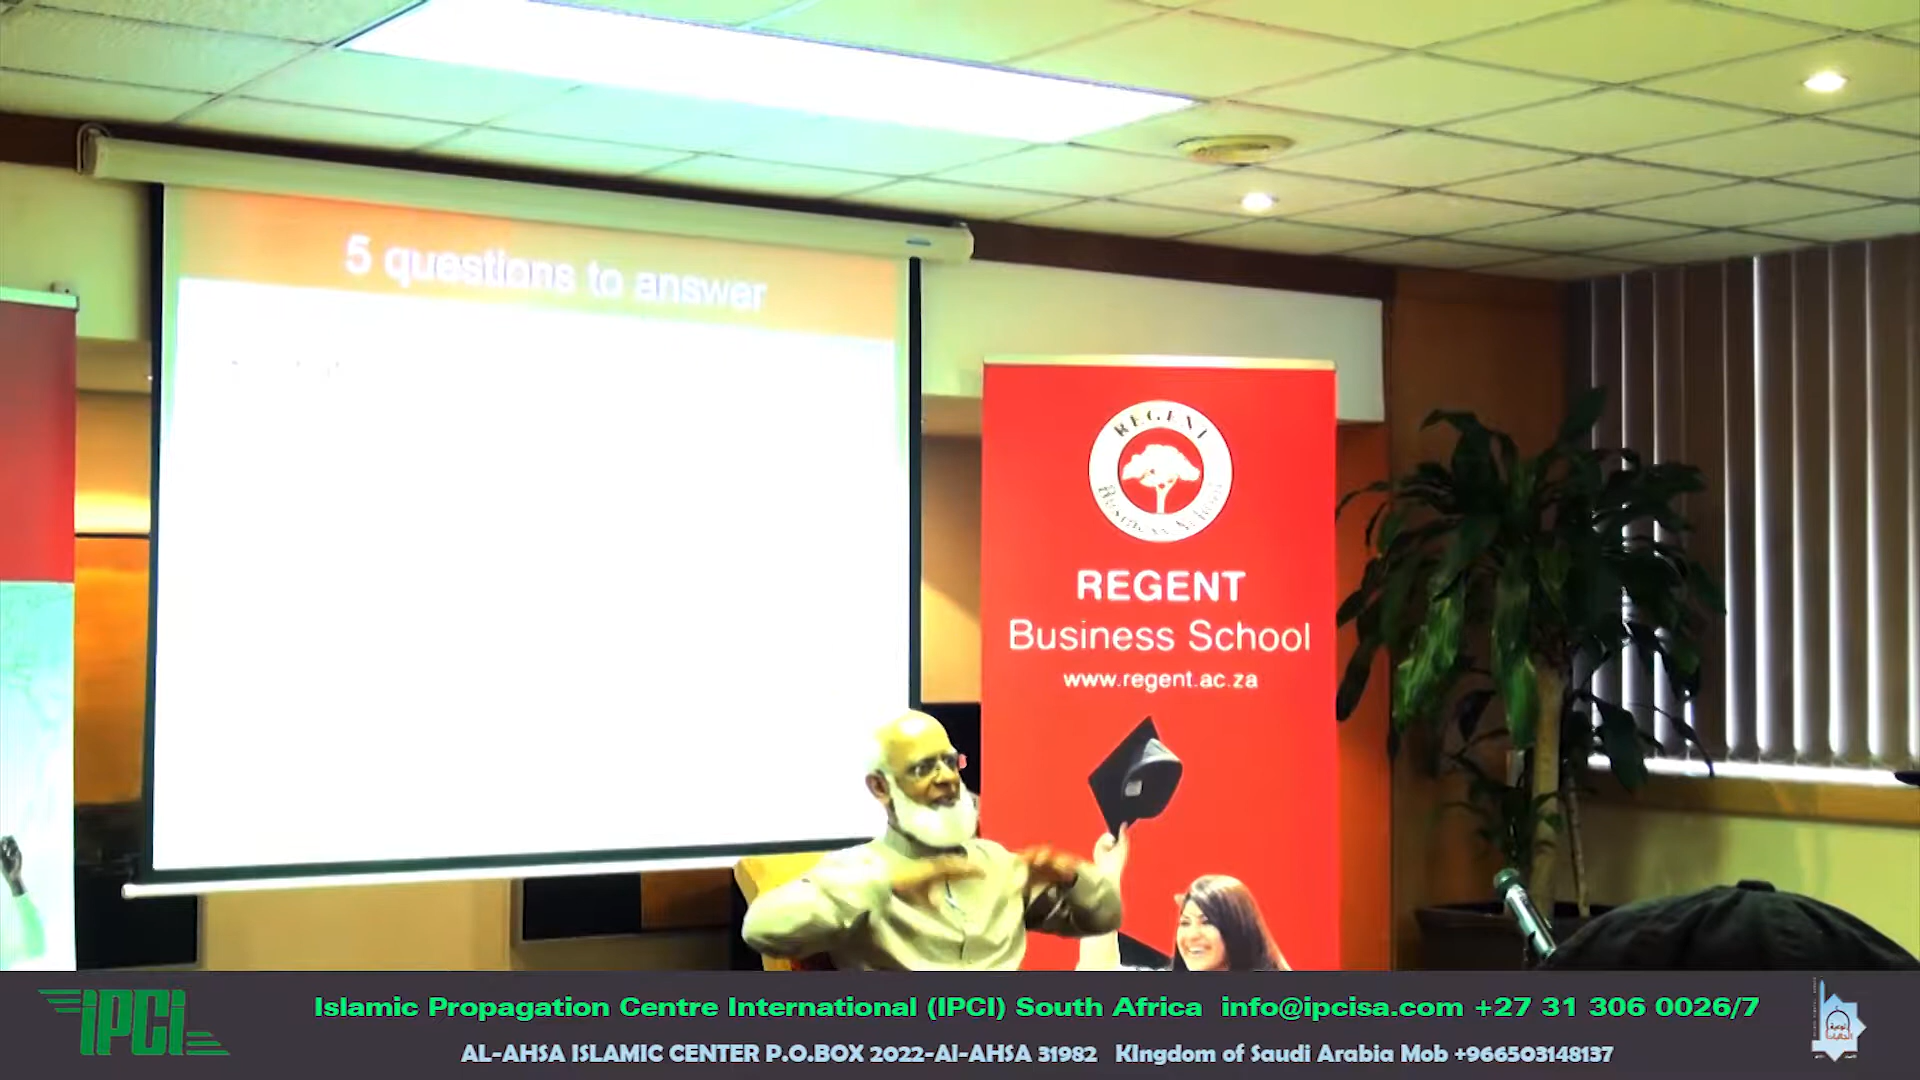 5 questions to answer
REGENT
BUSINESS SCHOOL
REGENT
Business School
www.regent.ac.za
iPCi
Islamic Propagation Centre International (IPCI) South Africa info@ipcisa.com +27 31 306 0026/7
AL-AHSA ISLAMIC CENTER P.O.BOX 2022-Al-AHSA 31982 KIngdom of Saudi Arabia Mob +966503148137